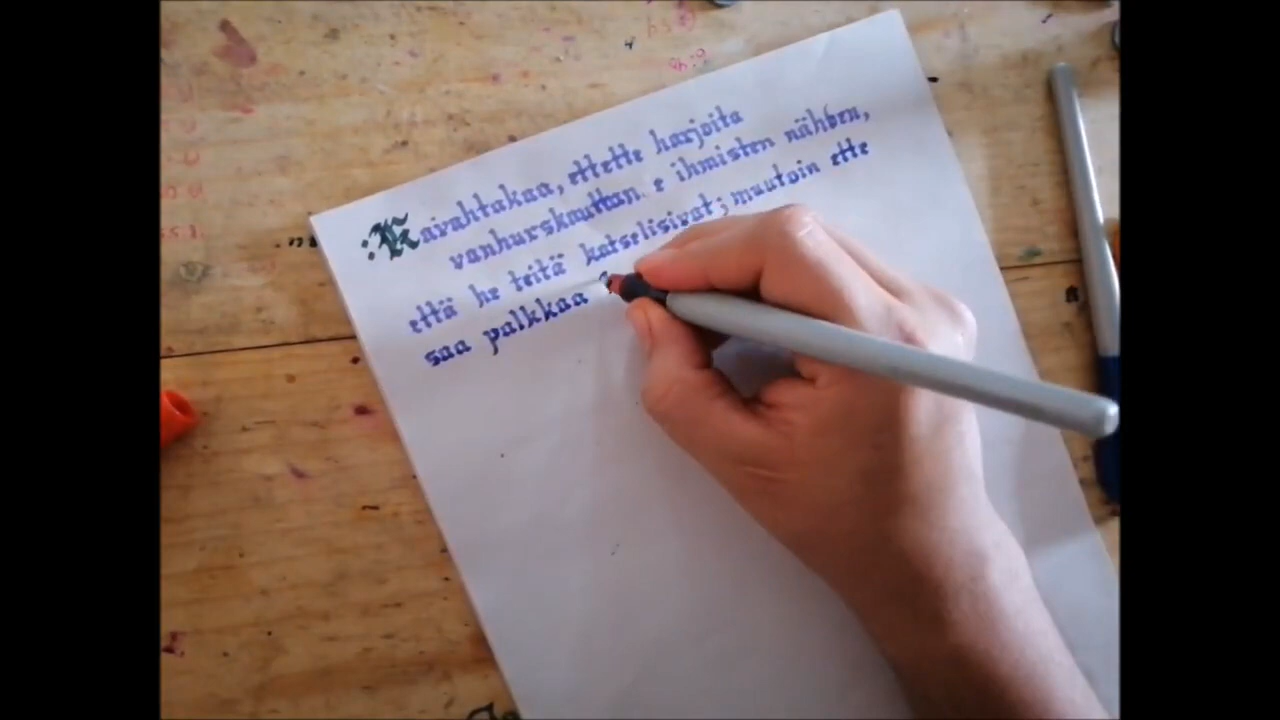 Kavahtakaa, ettette harjoita
vanhurskauttan e ihmisten nähden,
että he teitä katselisivat; muutoin ette
saa palkkaa